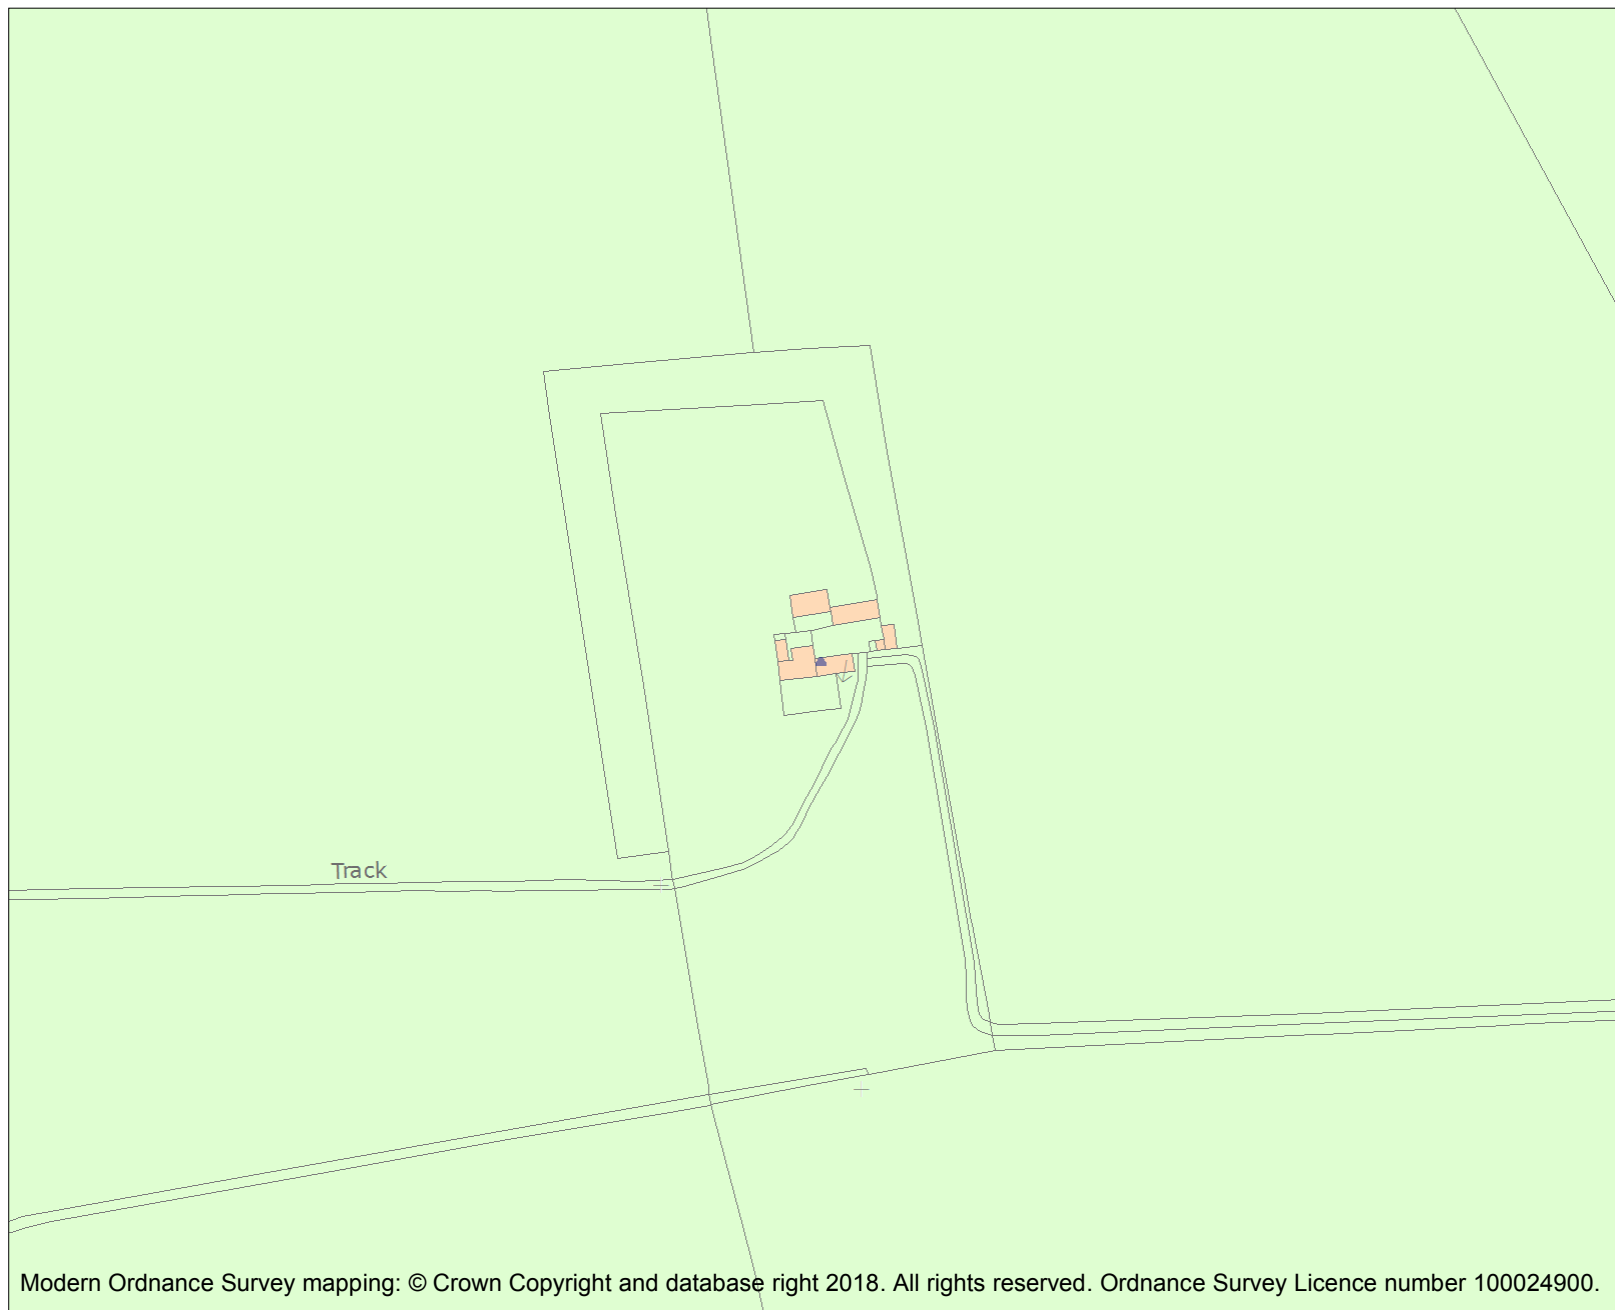 Track
Modern Ordnance Survey mapping: © Crown Copyright and database right 2018. All rights reserved. Ordnance Survey Licence number 100024900.